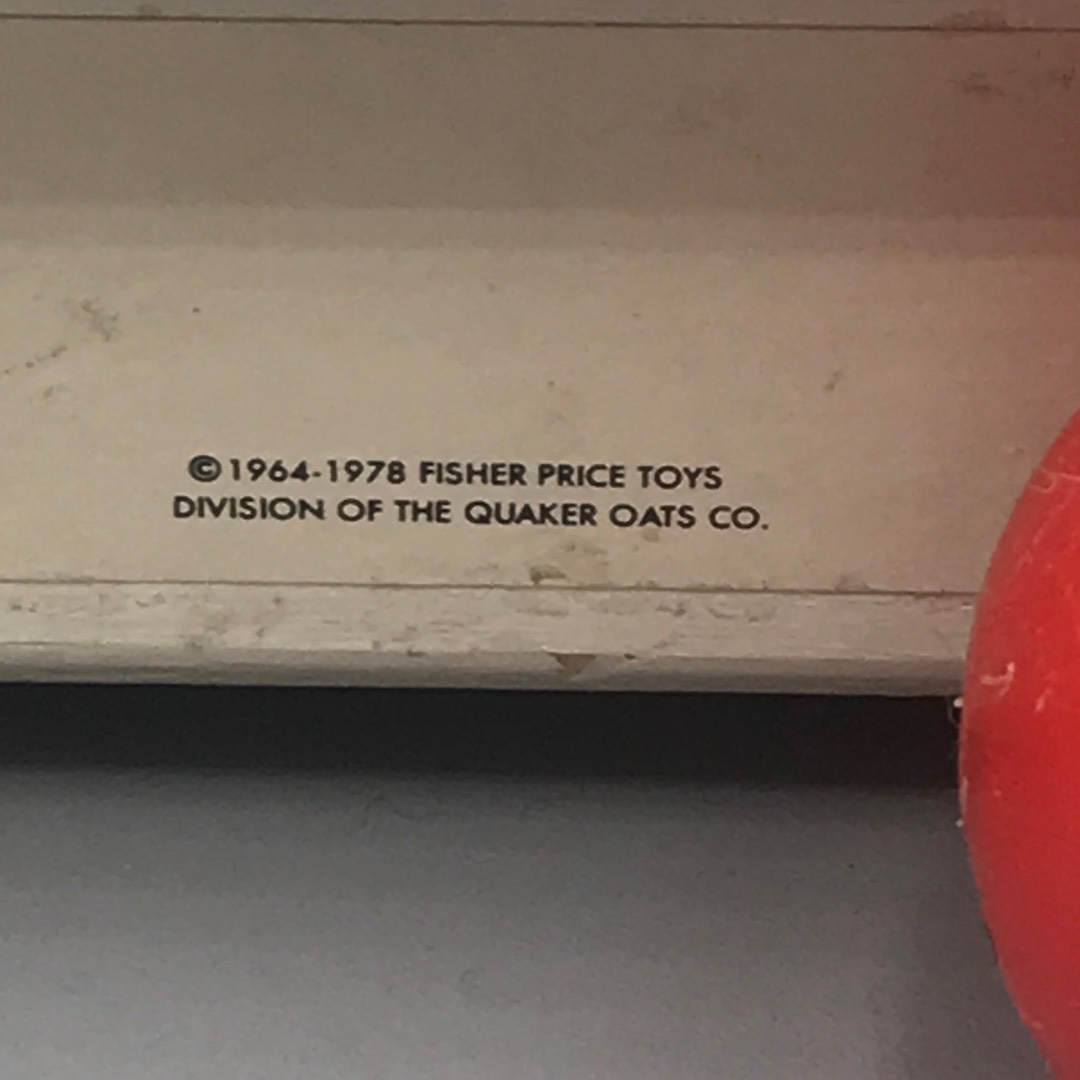 ©1964-1978 FISHER PRICE TOYS
DIVISION OF THE QUAKER OATS CO.